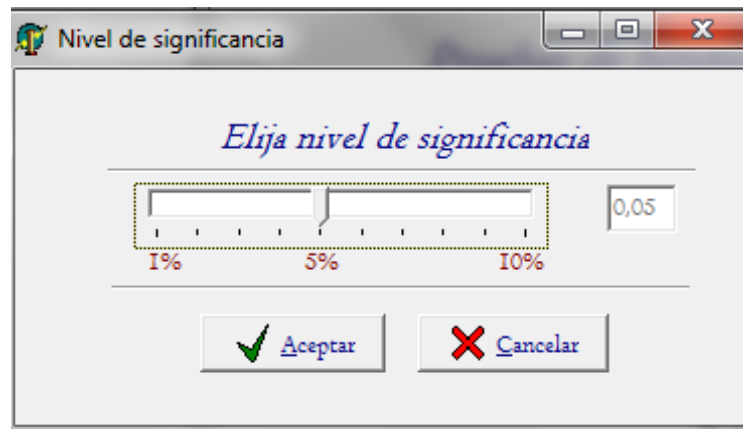 Nivel de significancia
Elija nivel de significancia
0,05
1% 5% 10%
Aceptar Cancelar